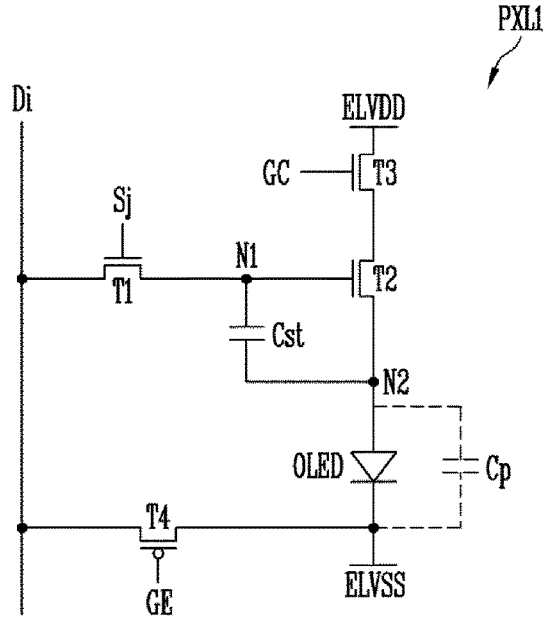 PXL1
Di
ELVDD
GC
T3
Sj
N1
T1
T2
Cst
N2
OLED
Cp
T4
GE
ELVSS